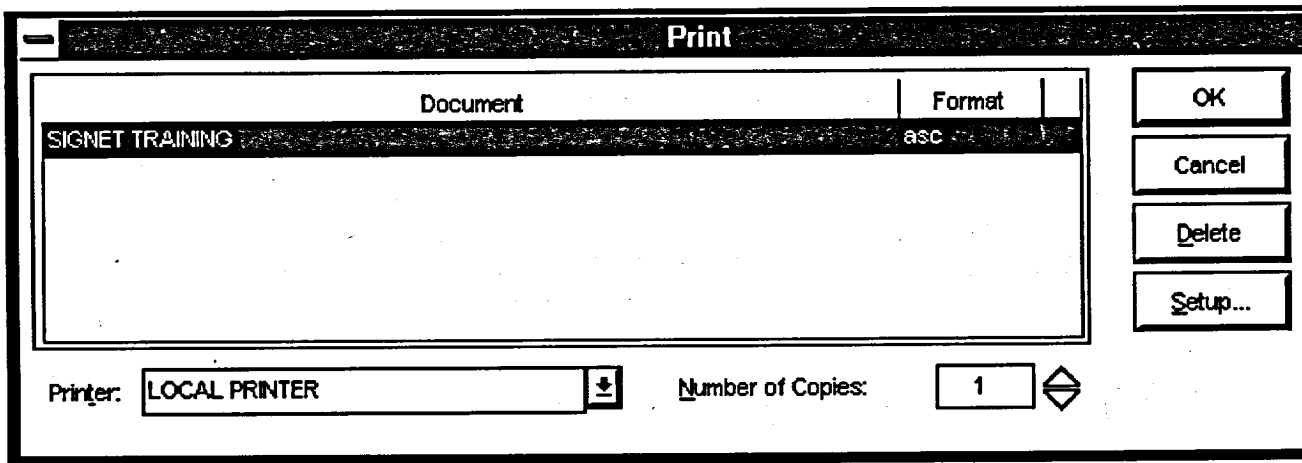 Print
Document Format
SIGNET TRAINING asc
OK
Cancel
Delete
Setup...
Printer: LOCAL PRINTER Number of Copies: 1